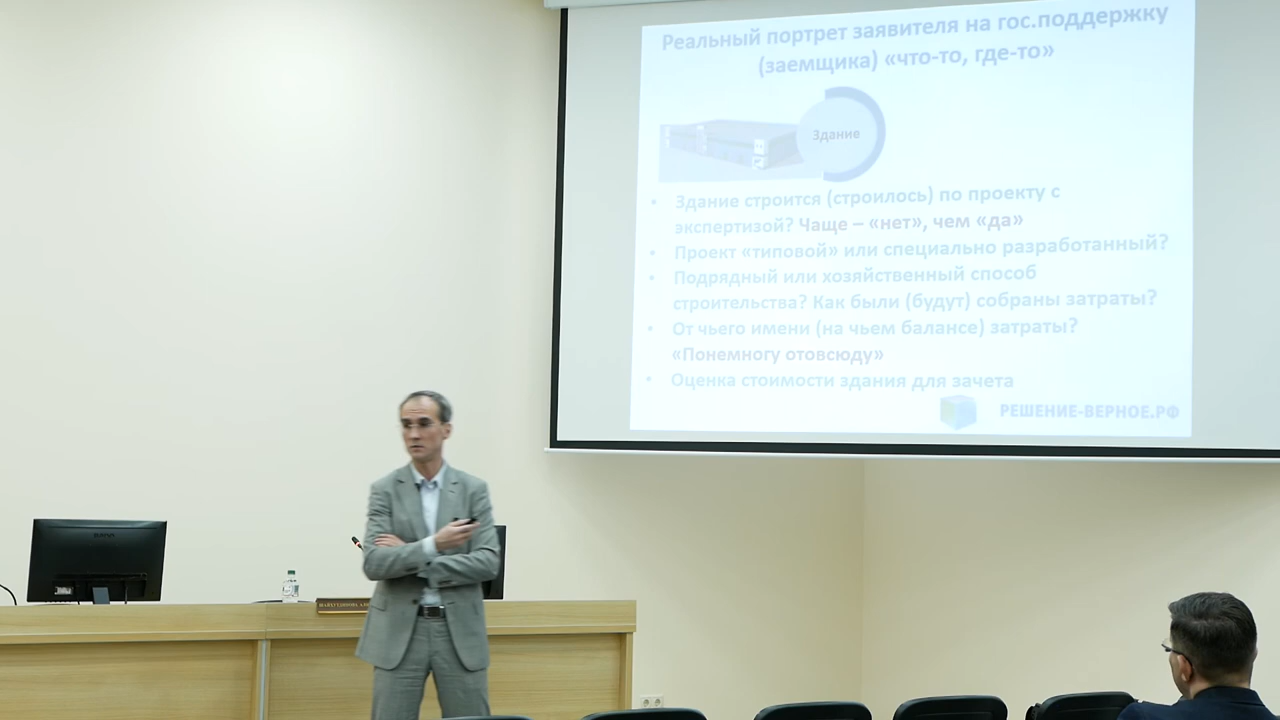 Реальный портрет заявителя на гос.поддержку
(заемщика) «что-то, где-то»
Здание
• Здание строится (строилось) по проекту с
экспертизой? Чаще – «нет», чем «да»
• Проект «типовой» или специально разработанный?
• Подрядный или хозяйственный способ
строительства? Как были (будут) собраны затраты?
• От чьего имени (на чьем балансе) затраты?
«Понемногу отовсюду»
• Оценка стоимости здания для зачета
РЕШЕНИЕ-ВЕРНОЕ.РФ